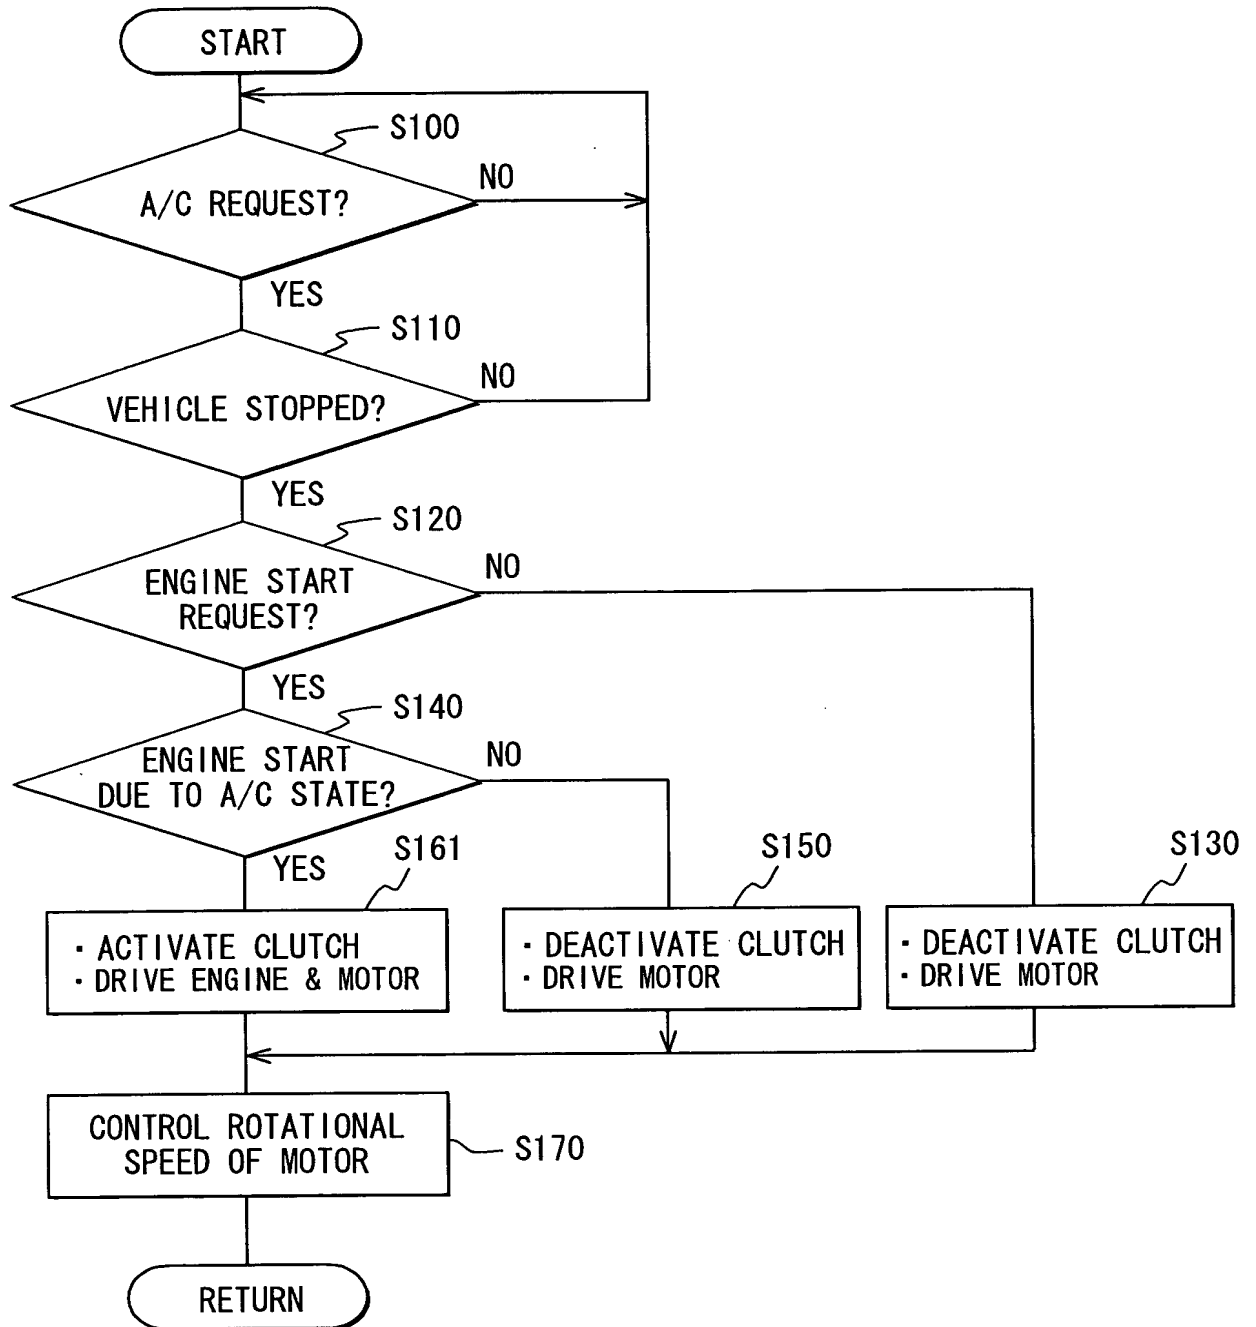 START
S100
A/C REQUEST?
NO
YES
S110
VEHICLE STOPPED?
NO
YES
S120
ENGINE START
REQUEST?
NO
YES
S140
ENGINE START
DUE TO A/C STATE?
NO
YES
S161
· ACTIVATE CLUTCH
· DRIVE ENGINE & MOTOR
S150
· DEACTIVATE CLUTCH
· DRIVE MOTOR
S130
· DEACTIVATE CLUTCH
· DRIVE MOTOR
CONTROL ROTATIONAL
SPEED OF MOTOR
S170
RETURN